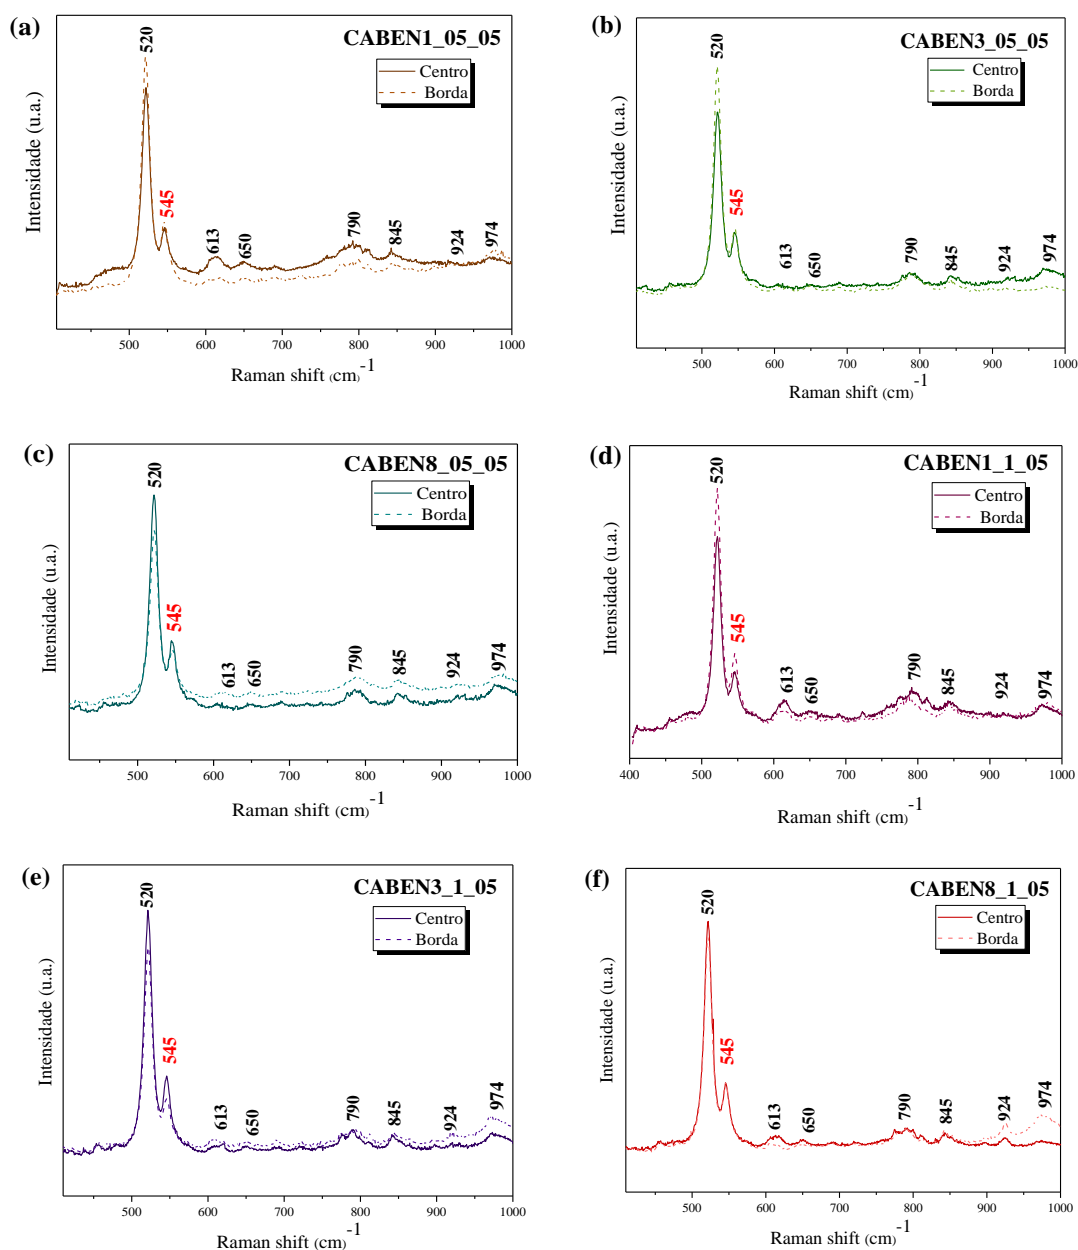 (a)
CABEN1_05_05
Centro
Borda
520
545
613
650
790
845
924
974
Intensidade (u.a.)
500 600 700 800 900 1000
Raman shift (cm)-1
(b)
CABEN3_05_05
Centro
Borda
520
545
613
650
790
845
924
974
Intensidade (u.a.)
500 600 700 800 900 1000
Raman shift (cm)-1
(c)
CABEN8_05_05
Centro
Borda
520
545
613
650
790
845
924
974
Intensidade (u.a.)
500 600 700 800 900 1000
Raman shift (cm)-1
(d)
CABEN1_1_05
Centro
Borda
520
545
613
650
790
845
924
974
Intensidade (u.a.)
400 500 600 700 800 900 1000
Raman shift (cm)-1
(e)
CABEN3_1_05
Centro
Borda
520
545
613
650
790
845
924
974
Intensidade (u.a.)
500 600 700 800 900 1000
Raman shift (cm)-1
(f)
CABEN8_1_05
Centro
Borda
520
545
613
650
790
845
924
974
Intensidade (u.a.)
500 600 700 800 900 1000
Raman shift (cm)-1